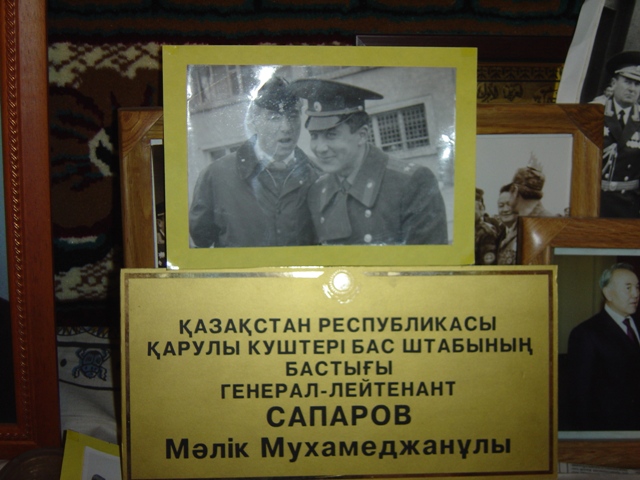 ҚАЗАҚСТАН РЕСПУБЛИКАСЫ
ҚАРУЛЫ КУШТЕРІ БАС ШТАБЫНЫҢ
БАСТЫҒЫ
ГЕНЕРАЛ-ЛЕЙТЕНАНТ
САПАРОВ
Мәлік Мухамеджанұлы